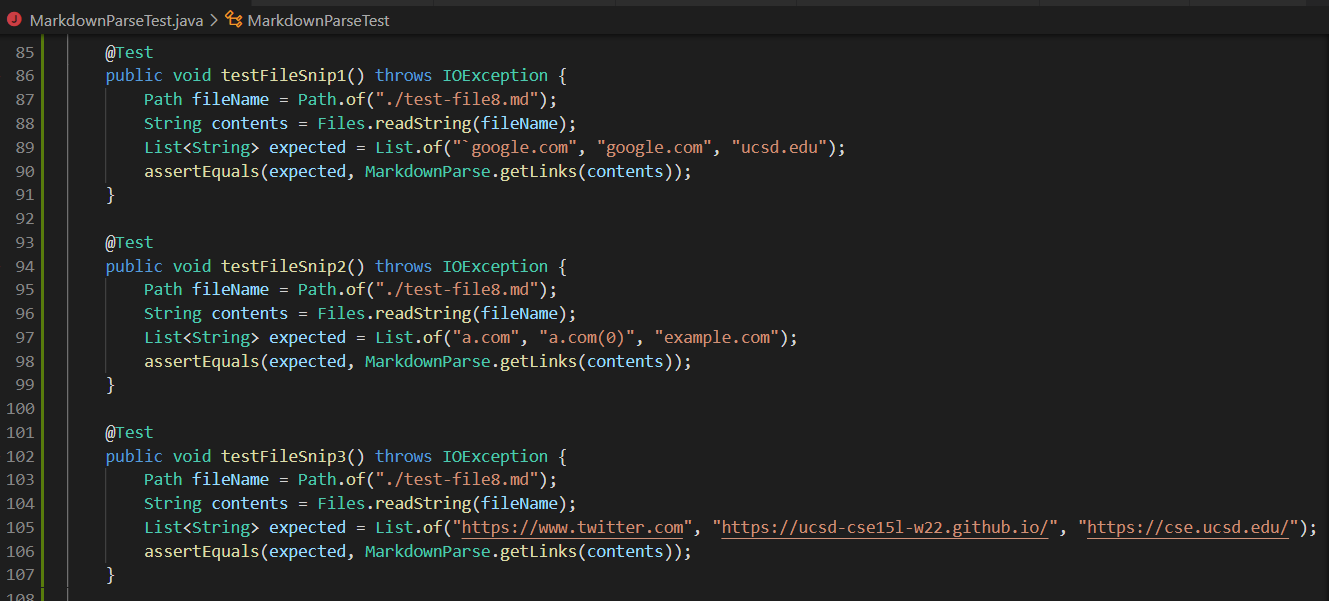 MarkdownParseTest.java > MarkdownParseTest
85 @Test
86 public void testFileSnip1() throws IOException {
87 Path fileName = Path.of("./test-file8.md");
88 String contents = Files.readString(fileName);
89 List<String> expected = List.of("`google.com", "google.com", "ucsd.edu");
90 assertEquals(expected, MarkdownParse.getLinks(contents));
91 }
92
93 @Test
94 public void testFileSnip2() throws IOException {
95 Path fileName = Path.of("./test-file8.md");
96 String contents = Files.readString(fileName);
97 List<String> expected = List.of("a.com", "a.com(0)", "example.com");
98 assertEquals(expected, MarkdownParse.getLinks(contents));
99 }
100
101 @Test
102 public void testFileSnip3() throws IOException {
103 Path fileName = Path.of("./test-file8.md");
104 String contents = Files.readString(fileName);
105 List<String> expected = List.of("https://www.twitter.com", "https://ucsd-cse15l-w22.github.io/", "https://cse.ucsd.edu/");
106 assertEquals(expected, MarkdownParse.getLinks(contents));
107 }
108